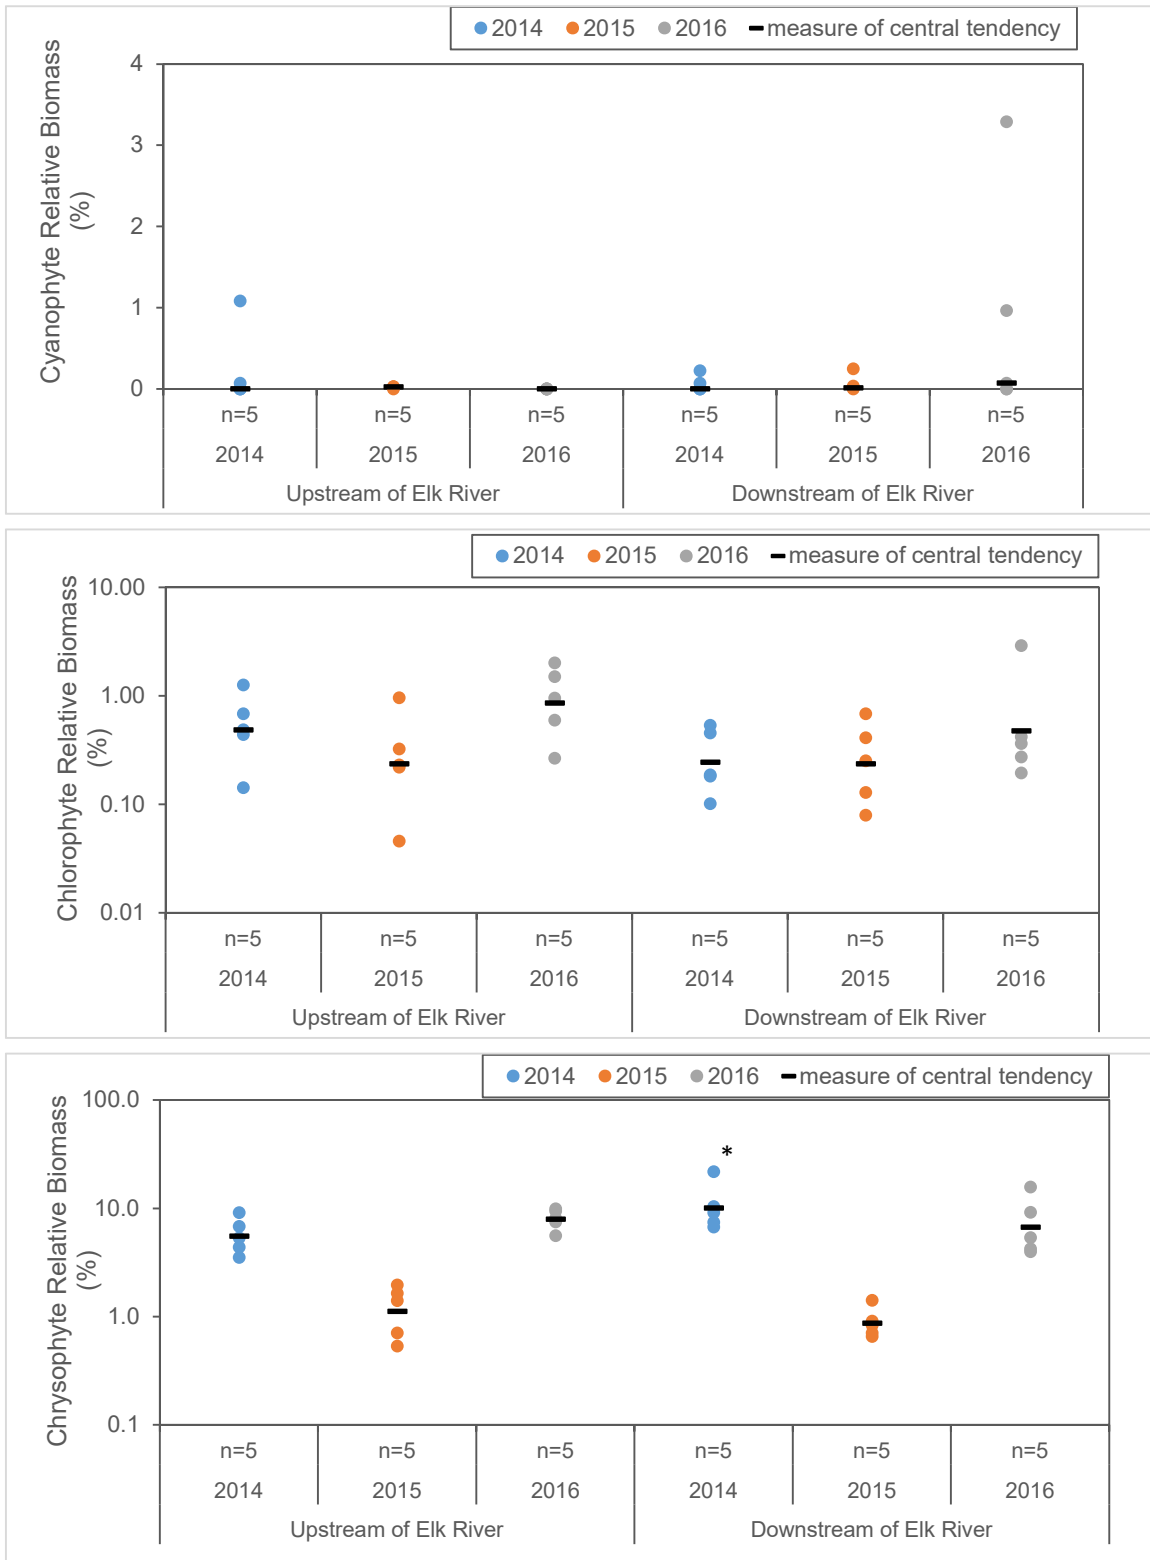 2014 2015 2016 measure of central tendency
Cyanophyte Relative Biomass
(%)
4
3
2
1
0
n=5 n=5 n=5 n=5 n=5 n=5
2014 2015 2016 2014 2015 2016
Upstream of Elk River Downstream of Elk River
2014 2015 2016 measure of central tendency
Chlorophyte Relative Biomass
(%)
10.00
1.00
0.10
0.01
n=5 n=5 n=5 n=5 n=5 n=5
2014 2015 2016 2014 2015 2016
Upstream of Elk River Downstream of Elk River
2014 2015 2016 measure of central tendency
Chrysophyte Relative Biomass
(%)
100.0
*
10.0
1.0
0.1
n=5 n=5 n=5 n=5 n=5 n=5
2014 2015 2016 2014 2015 2016
Upstream of Elk River Downstream of Elk River